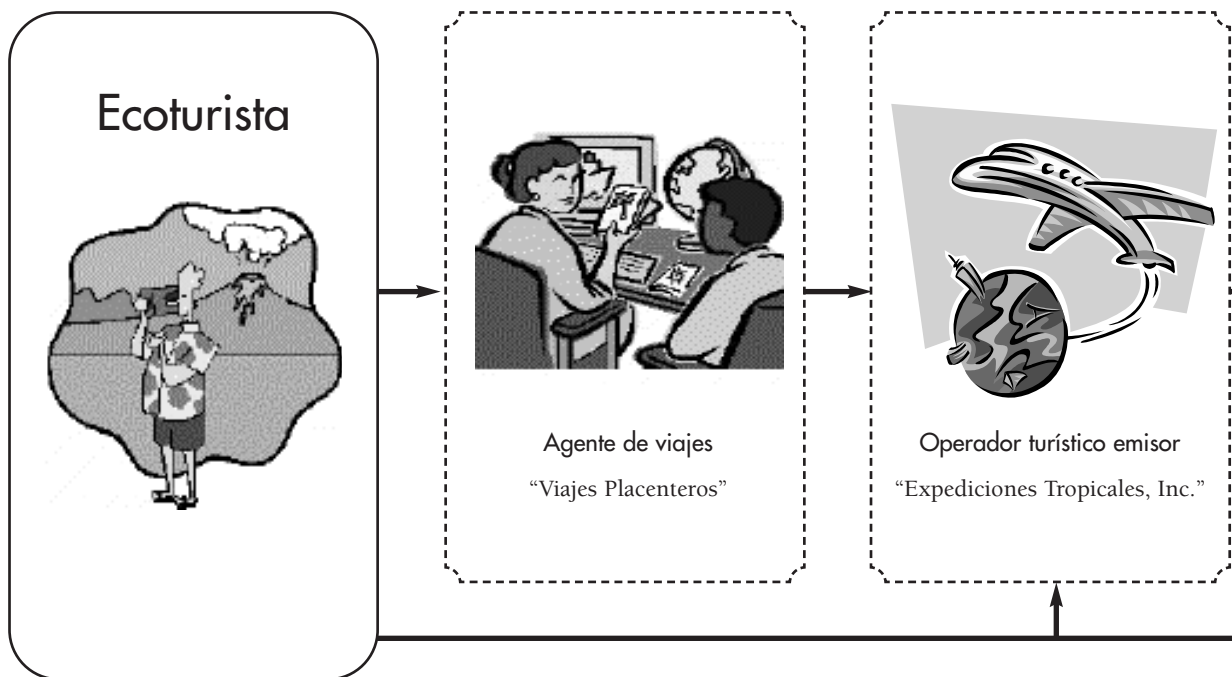 Ecoturista
Agente de viajes
“Viajes Placenteros”
Operador turístico emisor
“Expediciones Tropicales, Inc.”